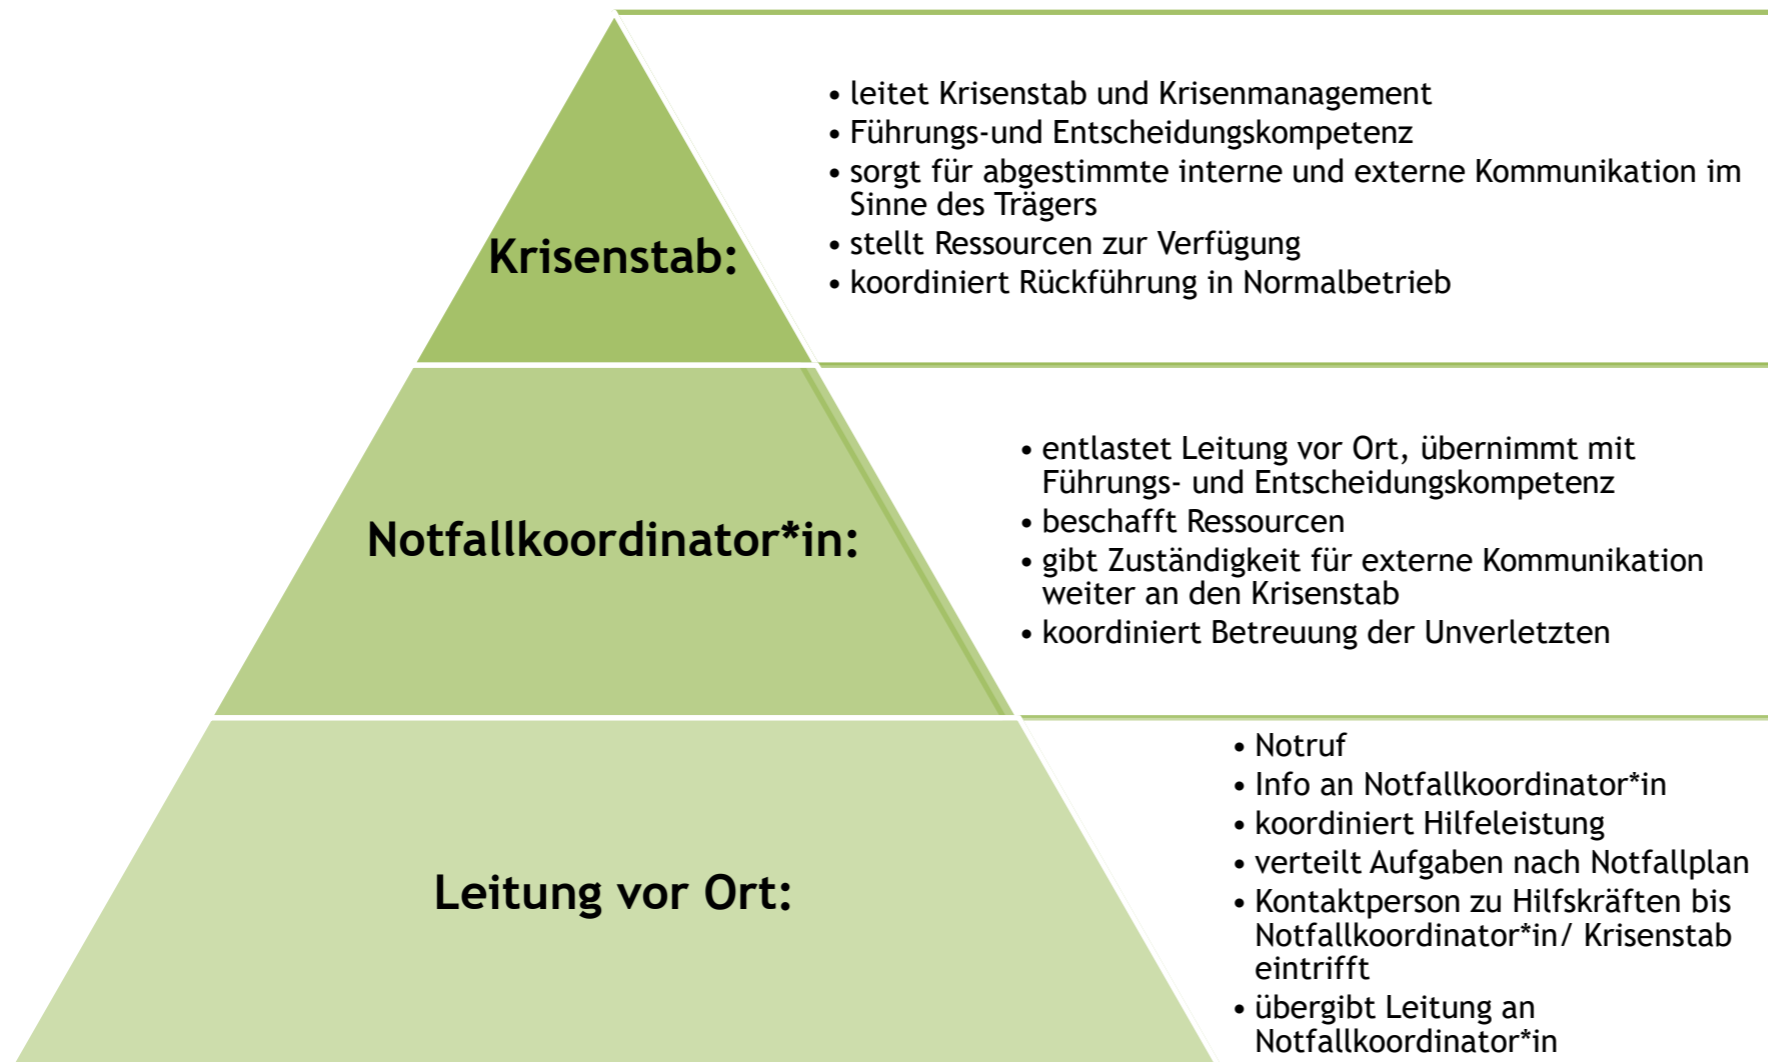 • leitet Krisenstab und Krisenmanagement
• Führungs-und Entscheidungskompetenz
• sorgt für abgestimmte interne und externe Kommunikation im
Sinne des Trägers
• stellt Ressourcen zur Verfügung
• koordiniert Rückführung in Normalbetrieb
Krisenstab:
• entlastet Leitung vor Ort, übernimmt mit
Führungs- und Entscheidungskompetenz
• beschafft Ressourcen
• gibt Zuständigkeit für externe Kommunikation
weiter an den Krisenstab
• koordiniert Betreuung der Unverletzten
Notfallkoordinator*in:
• Notruf
• Info an Notfallkoordinator*in
• koordiniert Hilfeleistung
• verteilt Aufgaben nach Notfallplan
• Kontaktperson zu Hilfskräften bis
Notfallkoordinator*in/ Krisenstab
eintrifft
• übergibt Leitung an
Notfallkoordinator*in
Leitung vor Ort: